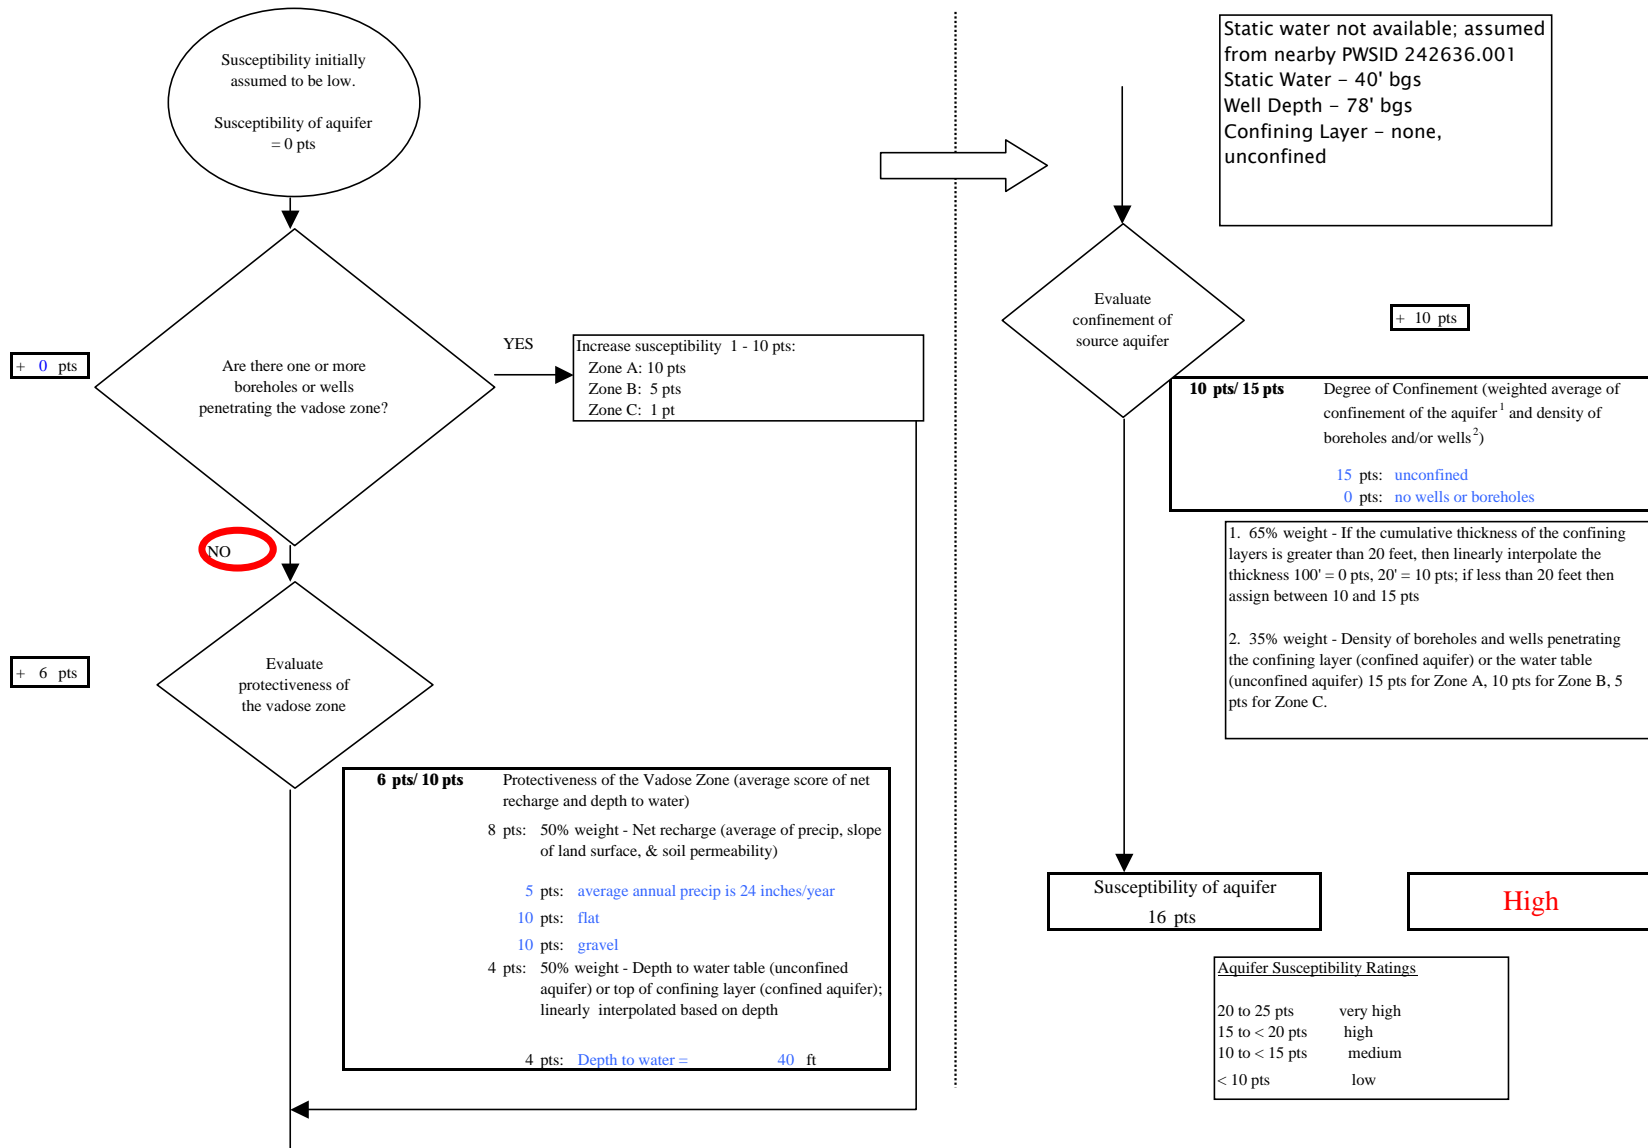 Susceptibility initially
assumed to be low.
Susceptibility of aquifer
= 0 pts
+ 0 pts
Are there one or more
boreholes or wells
penetrating the vadose zone?
YES
Increase susceptibility 1 - 10 pts:
Zone A: 10 pts
Zone B: 5 pts
Zone C: 1 pt
NO
+ 6 pts
Evaluate
protectiveness of
the vadose zone
6 pts/ 10 pts Protectiveness of the Vadose Zone (average score of net
recharge and depth to water)
8 pts: 50% weight - Net recharge (average of precip, slope
of land surface, & soil permeability)
5 pts: average annual precip is 24 inches/year
10 pts: flat
10 pts: gravel
4 pts: 50% weight - Depth to water table (unconfined
aquifer) or top of confining layer (confined aquifer);
linearly interpolated based on depth
4 pts: Depth to water = 40 ft
Static water not available; assumed
from nearby PWSID 242636.001
Static Water – 40' bgs
Well Depth – 78' bgs
Confining Layer – none,
unconfined
Evaluate
confinement of
source aquifer
+ 10 pts
10 pts/ 15 pts Degree of Confinement (weighted average of
confinement of the aquifer1 and density of
boreholes and/or wells2)
15 pts: unconfined
0 pts: no wells or boreholes
1. 65% weight - If the cumulative thickness of the confining
layers is greater than 20 feet, then linearly interpolate the
thickness 100' = 0 pts, 20' = 10 pts; if less than 20 feet then
assign between 10 and 15 pts
2. 35% weight - Density of boreholes and wells penetrating
the confining layer (confined aquifer) or the water table
(unconfined aquifer) 15 pts for Zone A, 10 pts for Zone B, 5
pts for Zone C.
Susceptibility of aquifer
16 pts
High
Aquifer Susceptibility Ratings
20 to 25 pts very high
15 to < 20 pts high
10 to < 15 pts medium
< 10 pts low